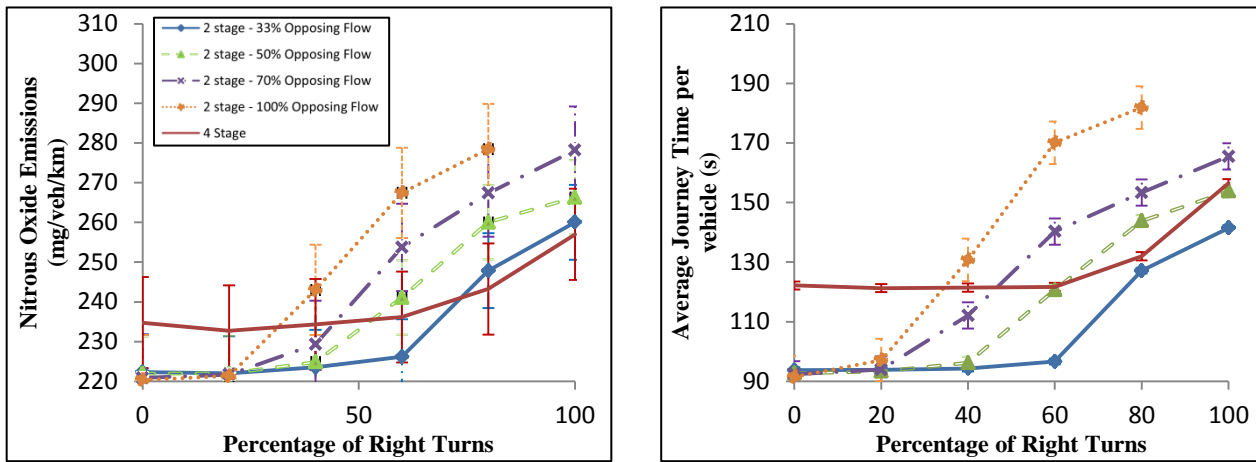 310
300
290
280
270
260
250
240
230
220
0
50
100
Nitrous Oxide Emissions
(mg/veh/km)
Percentage of Right Turns
2 stage - 33% Opposing Flow
2 stage - 50% Opposing Flow
2 stage - 70% Opposing Flow
2 stage - 100% Opposing Flow
4 Stage
210
190
170
150
130
110
90
0
20
40
60
80
100
Average Journey Time per
vehicle (s)
Percentage of Right Turns